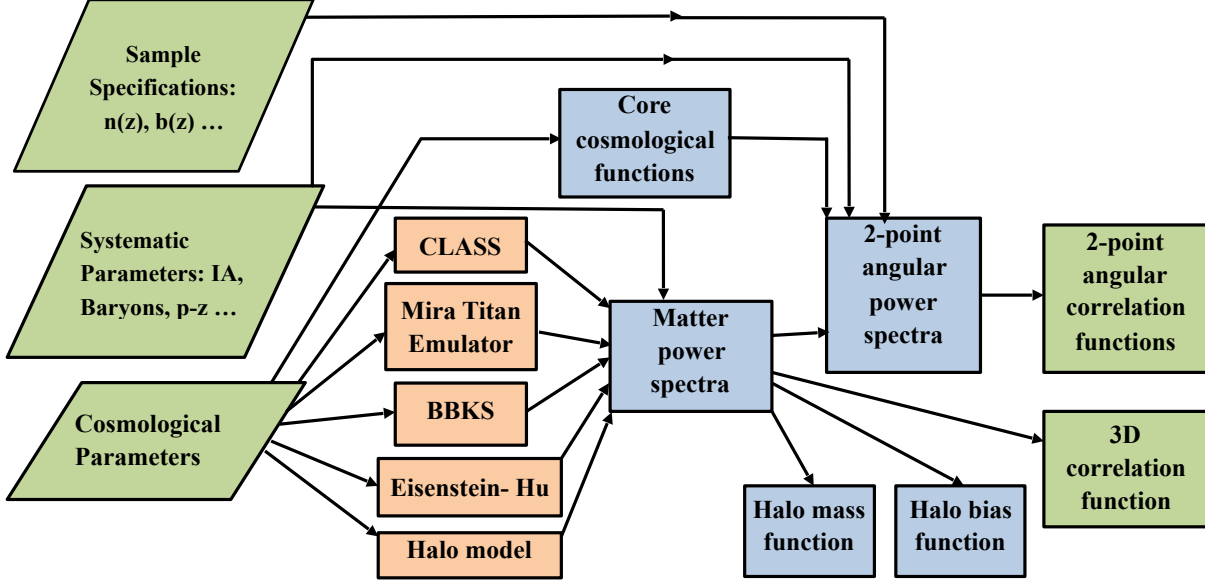 Sample
Specifications:
n(z), b(z) …
Systematic
Parameters: IA,
Baryons, p-z …
Cosmological
Parameters
Core
cosmological
functions
CLASS
Mira Titan
Emulator
BBKS
Eisenstein- Hu
Halo model
Matter
power
spectra
2-point
angular
power
spectra
2-point
angular
correlation
functions
3D
correlation
function
Halo mass
function
Halo bias
function